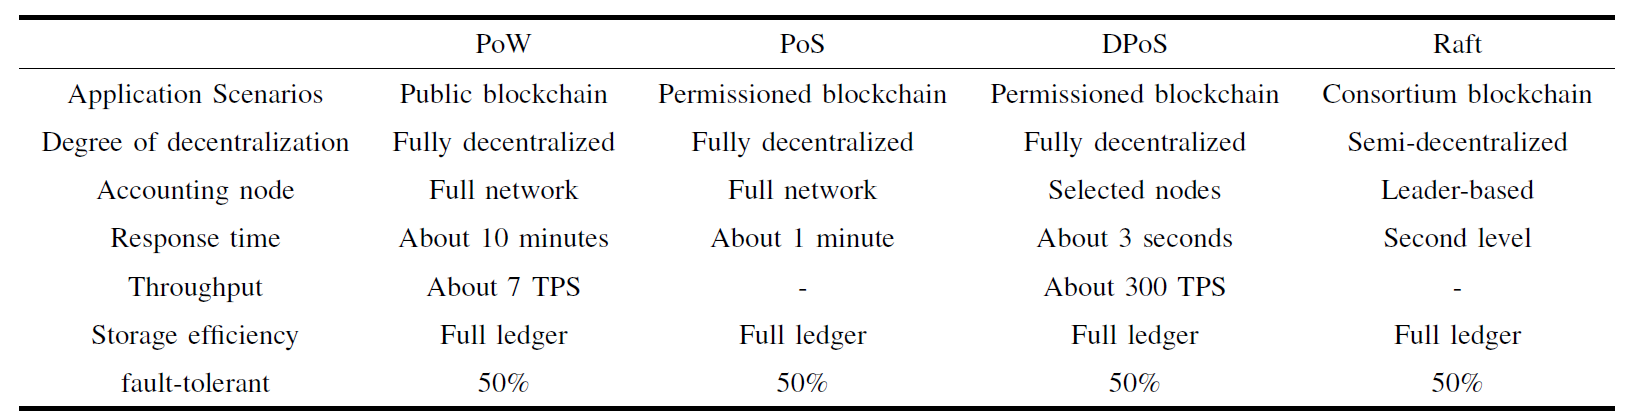 PoW PoS DPoS Raft
Application Scenarios Public blockchain Permissioned blockchain Permissioned blockchain Consortium blockchain
Degree of decentralization Fully decentralized Fully decentralized Fully decentralized Semi-decentralized
Accounting node Full network Full network Selected nodes Leader-based
Response time About 10 minutes About 1 minute About 3 seconds Second level
Throughput About 7 TPS - About 300 TPS -
Storage efficiency Full ledger Full ledger Full ledger Full ledger
fault-tolerant 50% 50% 50% 50%